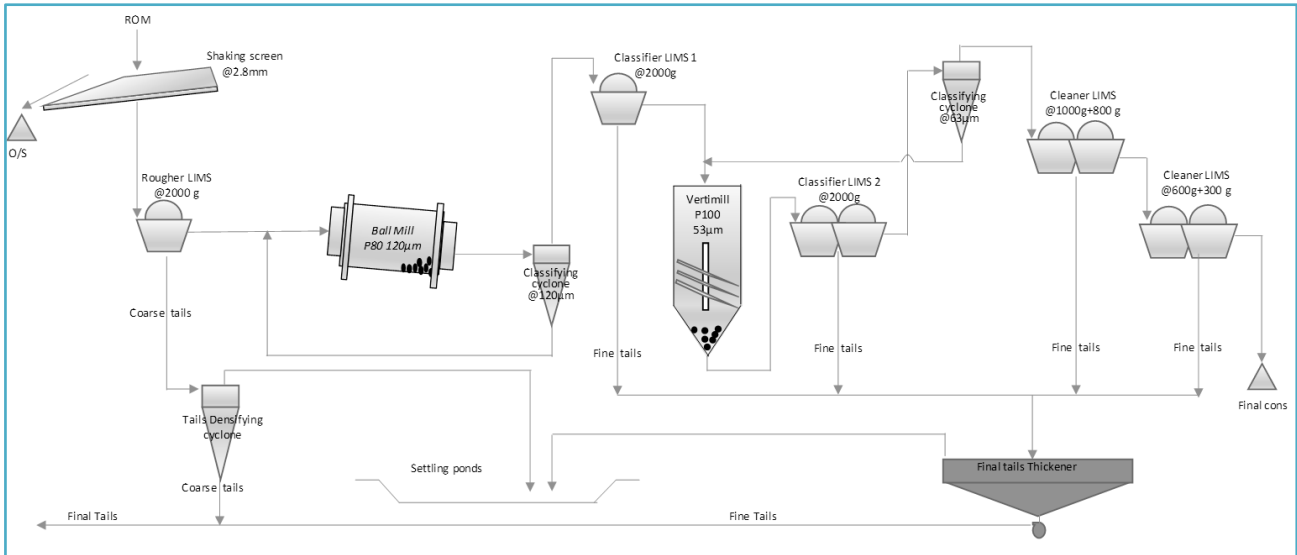 ROM
Shaking screen
@2.8mm
O/S
Rougher LIMS
@2000 g
Ball Mill
P80 120µm
Classifying
cyclone
@120µm
Classifier LIMS 1
@2000g
Vertimill
P100
53µm
Classifier LIMS 2
@2000g
Classifying
cyclone
@63µm
Cleaner LIMS
@1000g+800 g
Cleaner LIMS
@600g+300 g
Coarse tails
Fine tails
Fine tails
Fine tails
Fine tails
Final cons
Tails Densifying
cyclone
Coarse tails
Settling ponds
Final tails Thickener
Final Tails
Fine Tails